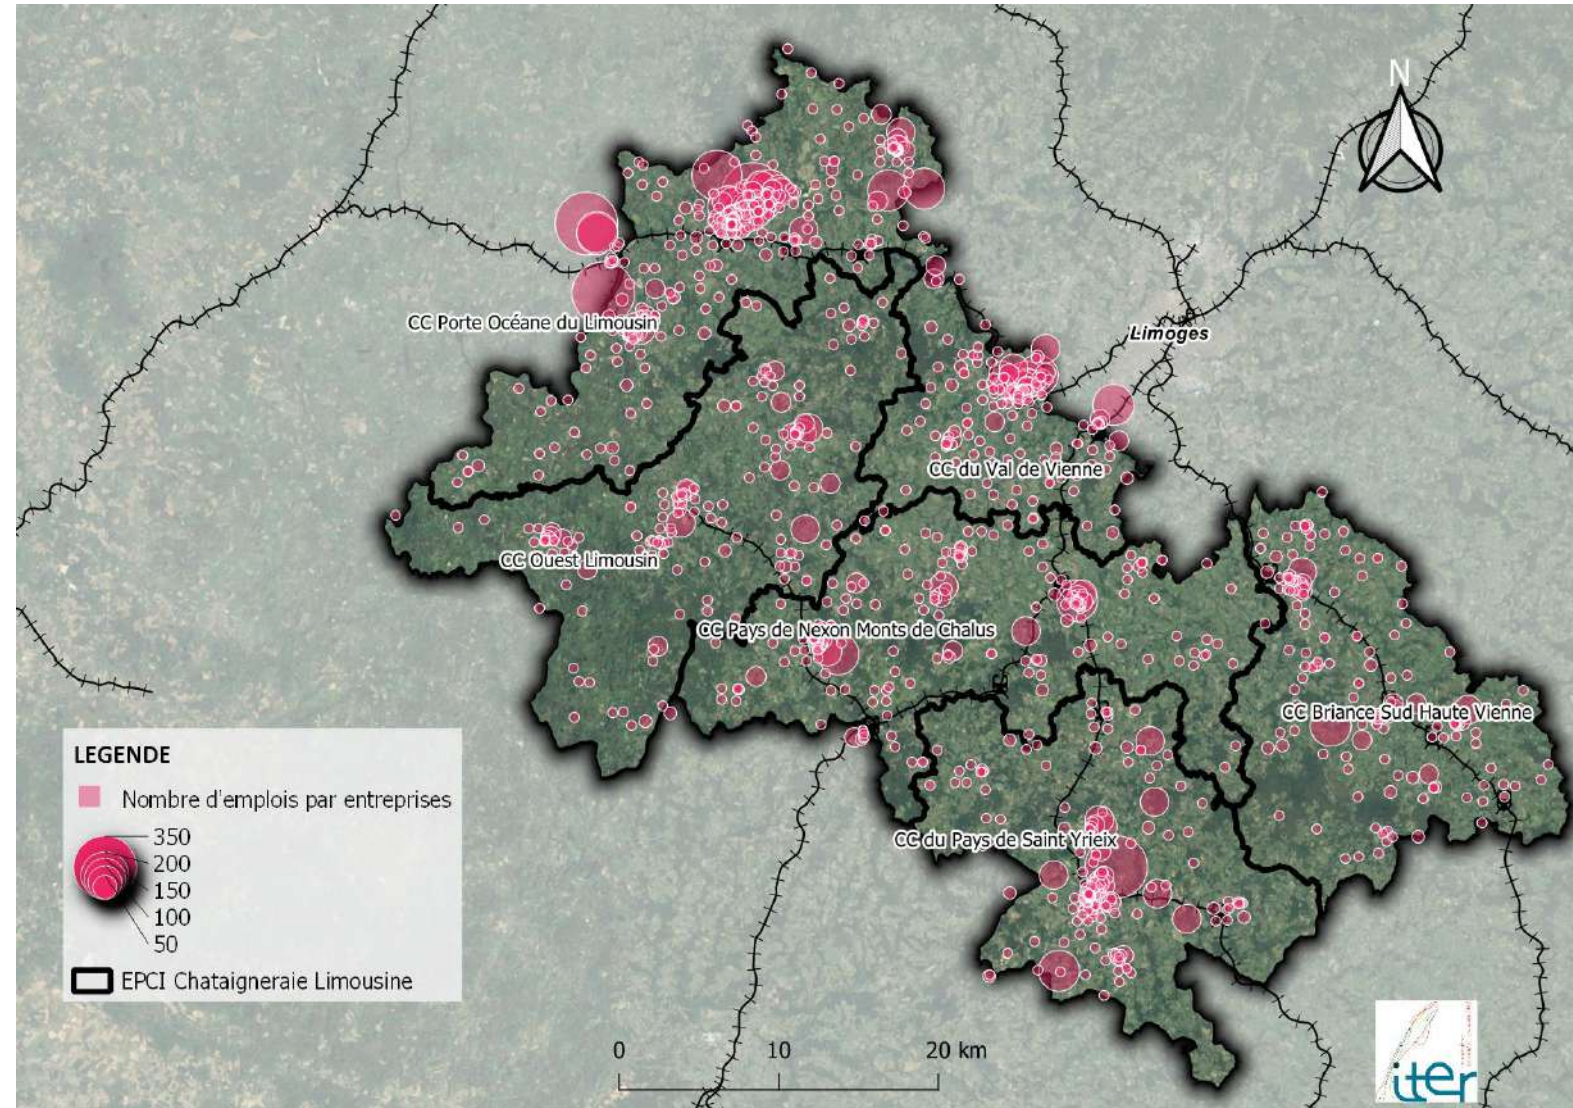 N
Limoges
CC Porte Océane du Limousin
CC du Val de Vienne
CC Ouest Limousin
CC Pays de Nexon Monts de Chalus
CC Briance Sud Haute Vienne
CC du Pays de Saint Yrieix
LEGENDE
Nombre d'emplois par entreprises
350
200
150
100
50
EPCI Chataigneraie Limousine
0 10 20 km
iter